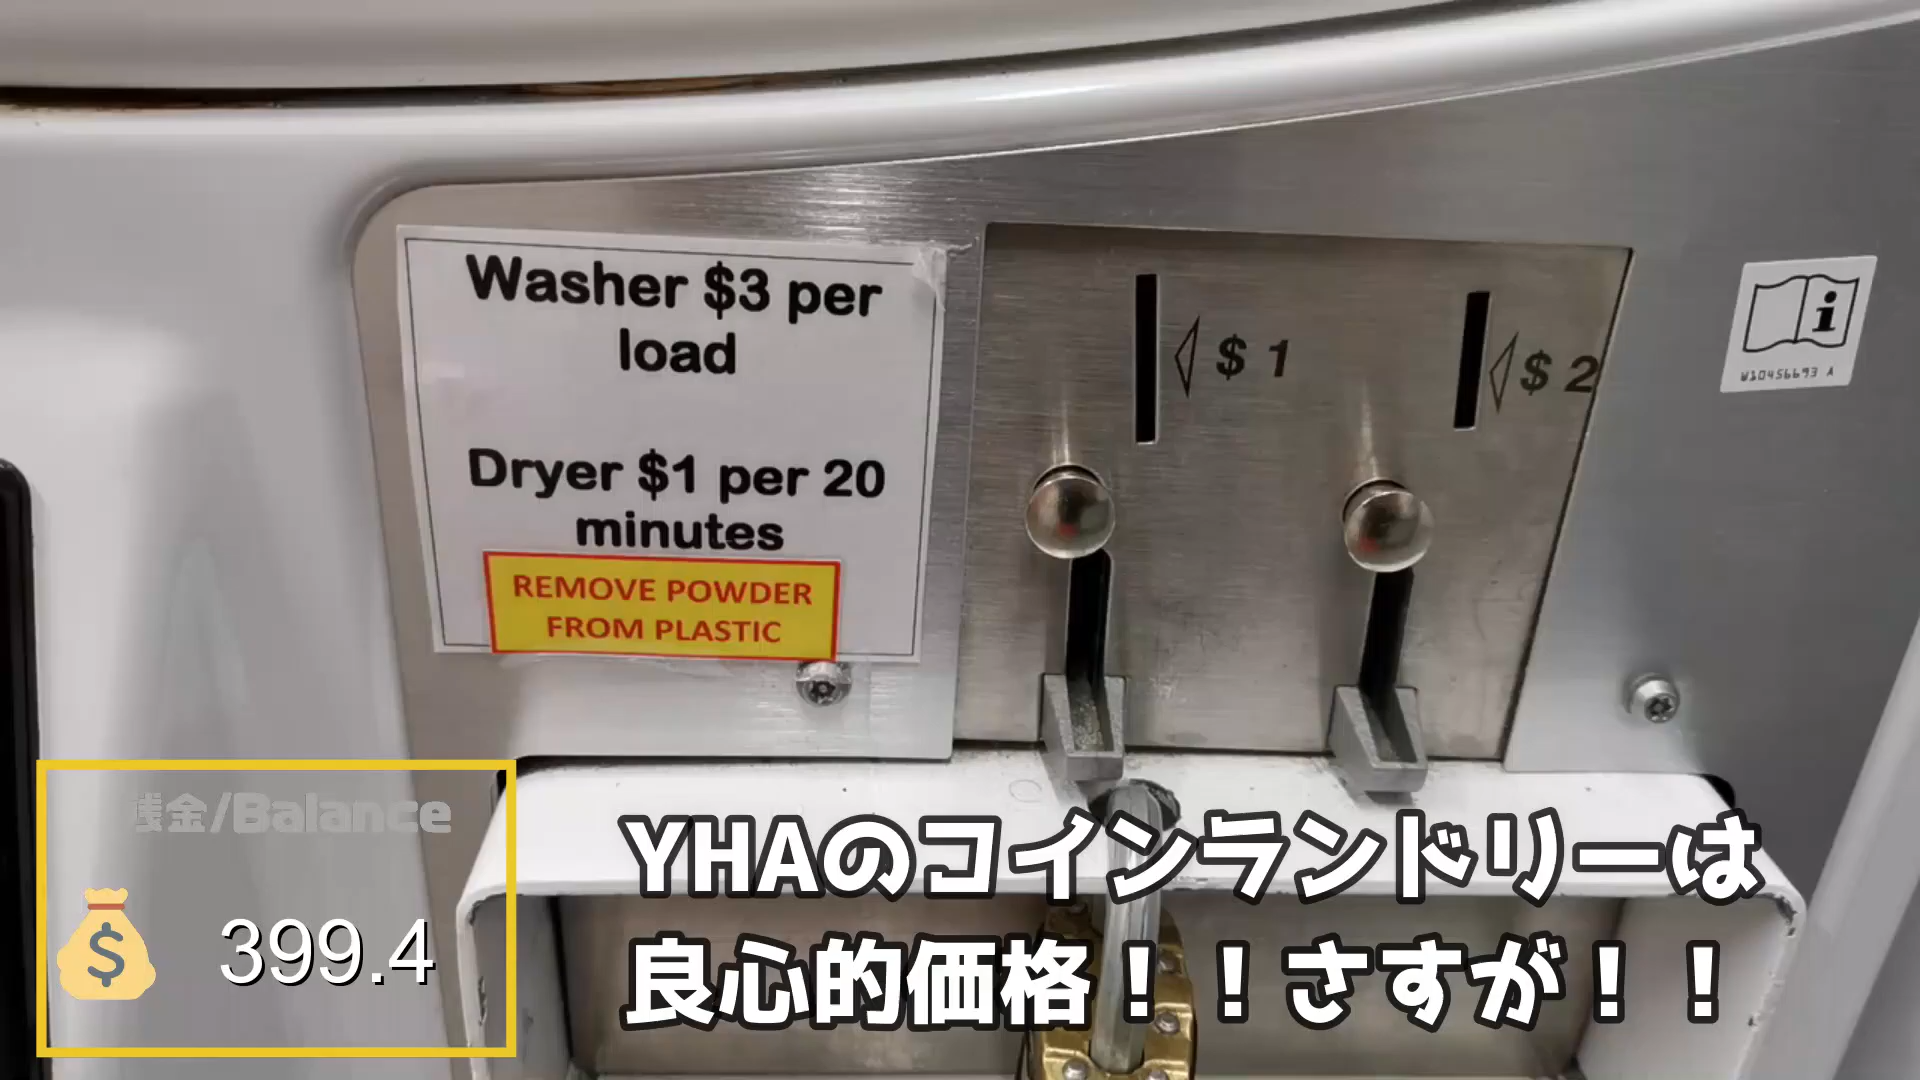 Washer $3 per
load
Dryer $1 per 20
minutes
REMOVE POWDER
FROM PLASTIC
$ 1
$ 2
i
W10456693 A
残金/Balance
$
399.4
YHAのコインランドリーは
良心的価格！！さすが！！